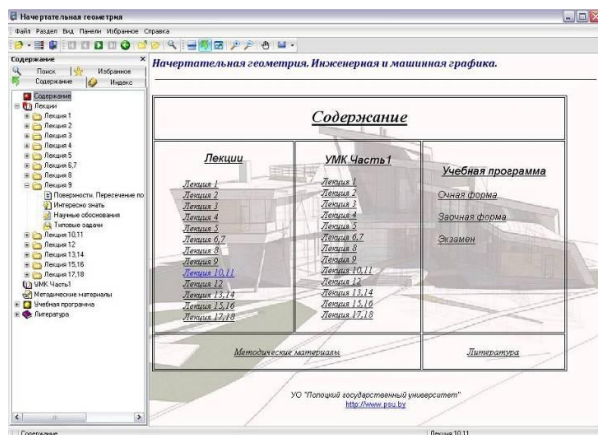 Начертательная геометрия
Файл Раздел Вид Панели Избранное Справка
Содержание
Поиск Избранное
Содержание Индекс
Содержание
Лекции
Лекция 1
Лекция 2
Лекция 3
Лекция 4
Лекция 5
Лекция 6,7
Лекция 8
Лекция 9
Поверхности. Пересечение по
Интересно знать
Научные обоснования
Типовые задачи
Лекция 10,11
Лекция 12
Лекция 13,14
Лекция 15,16
Лекция 17,18
УМК Часть1
Методические материалы
Учебная программа
Литература
Начертательная геометрия. Инженерная и машинная графика.
Содержание
Лекции
Лекция 1
Лекция 2
Лекция 3
Лекция 4
Лекция 5
Лекция 6,7
Лекция 8
Лекция 9
Лекция 10,11
Лекция 12
Лекция 13,14
Лекция 15,16
Лекция 17,18
УМК Часть1
Лекция 1
Лекция 2
Лекция 3
Лекция 4
Лекция 5
Лекция 6,7
Лекция 8
Лекция 9
Лекция 10,11
Лекция 12
Лекция 13,14
Лекция 15,16
Лекция 17,18
Учебная программа
Очная форма
Заочная форма
Экзамен
Методические материалы
Литература
УО "Полоцкий государственный университет"
http://www.psu.by
Содержание
Лекция 10,11